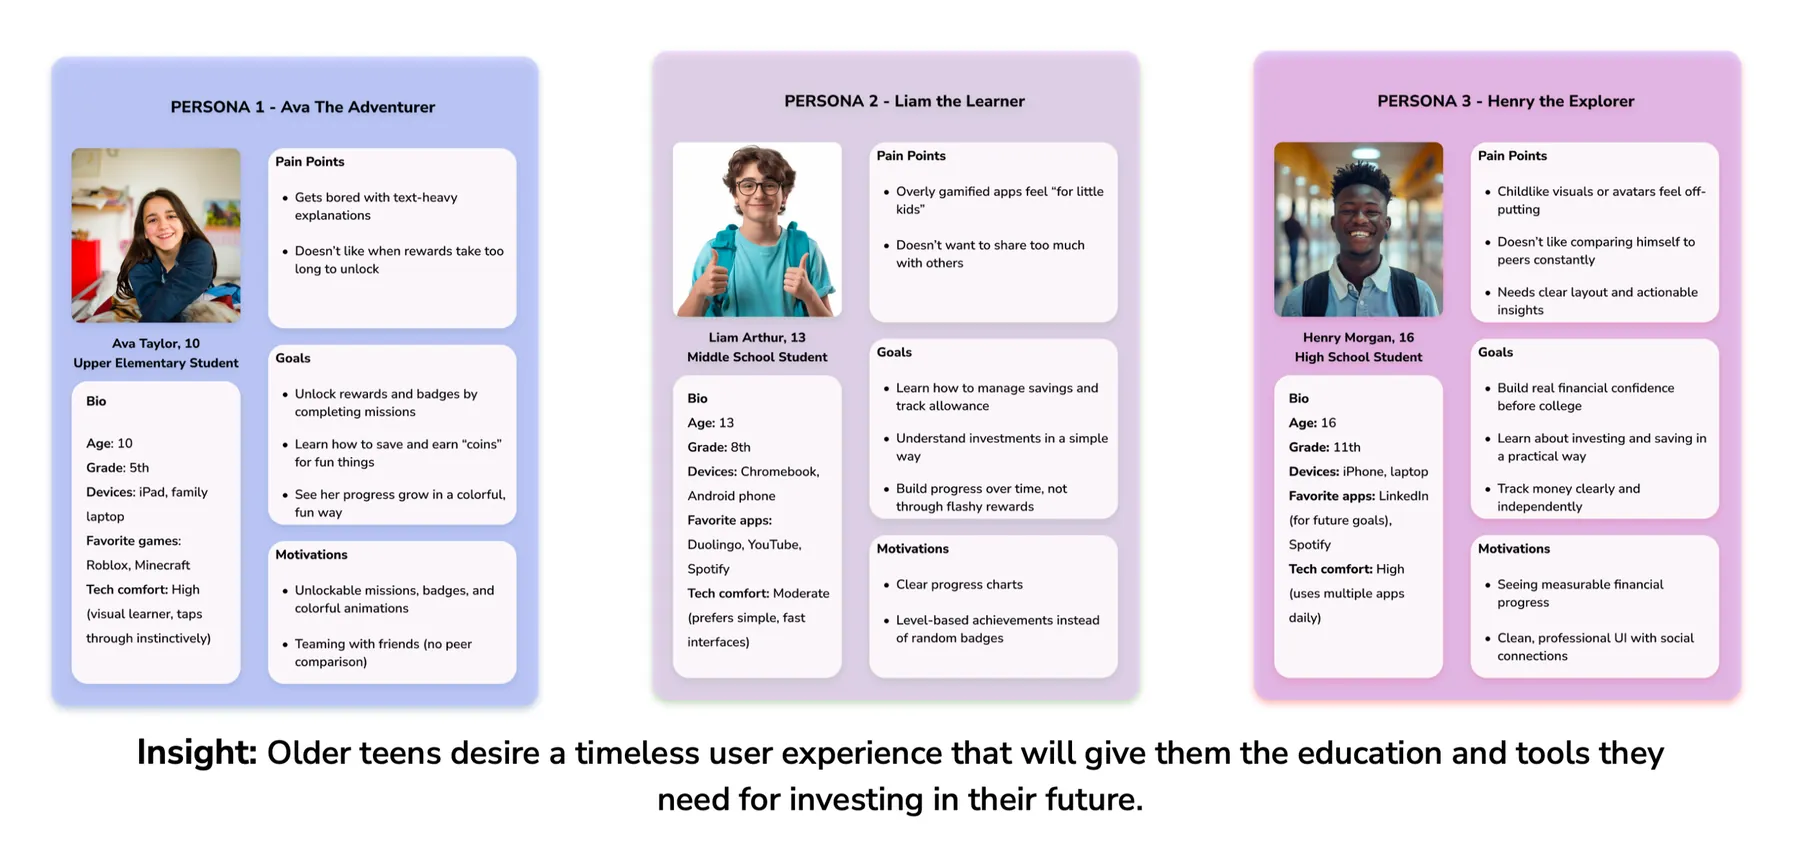 PERSONA 1 - Ava The Adventurer
Ava Taylor, 10
Upper Elementary Student
Bio
Age: 10
Grade: 5th
Devices: iPad, family
laptop
Favorite games:
Roblox, Minecraft
Tech comfort: High
(visual learner, taps
through instinctively)
Pain Points
• Gets bored with text-heavy
explanations
• Doesn't like when rewards take too
long to unlock
Goals
• Unlock rewards and badges by
completing missions
• Learn how to save and earn “coins”
for fun things
• See her progress grow in a colorful,
fun way
Motivations
• Unlockable missions, badges, and
colorful animations
• Teaming with friends (no peer
comparison)
PERSONA 2 - Liam the Learner
Liam Arthur, 13
Middle School Student
Bio
Age: 13
Grade: 8th
Devices: Chromebook,
Android phone
Favorite apps:
Duolingo, YouTube,
Spotify
Tech comfort: Moderate
(prefers simple, fast
interfaces)
Pain Points
• Overly gamified apps feel “for little
kids”
• Doesn't want to share too much
with others
Goals
• Learn how to manage savings and
track allowance
• Understand investments in a simple
way
• Build progress over time, not
through flashy rewards
Motivations
• Clear progress charts
• Level-based achievements instead
of random badges
PERSONA 3 - Henry the Explorer
Henry Morgan, 16
High School Student
Bio
Age: 16
Grade: 11th
Devices: iPhone, laptop
Favorite apps: LinkedIn
(for future goals),
Spotify
Tech comfort: High
(uses multiple apps
daily)
Pain Points
• Childlike visuals or avatars feel off-
putting
• Doesn't like comparing himself to
peers constantly
• Needs clear layout and actionable
insights
Goals
• Build real financial confidence
before college
• Learn about investing and saving in
a practical way
• Track money clearly and
independently
Motivations
• Seeing measurable financial
progress
• Clean, professional UI with social
connections
Insight: Older teens desire a timeless user experience that will give them the education and tools they
need for investing in their future.